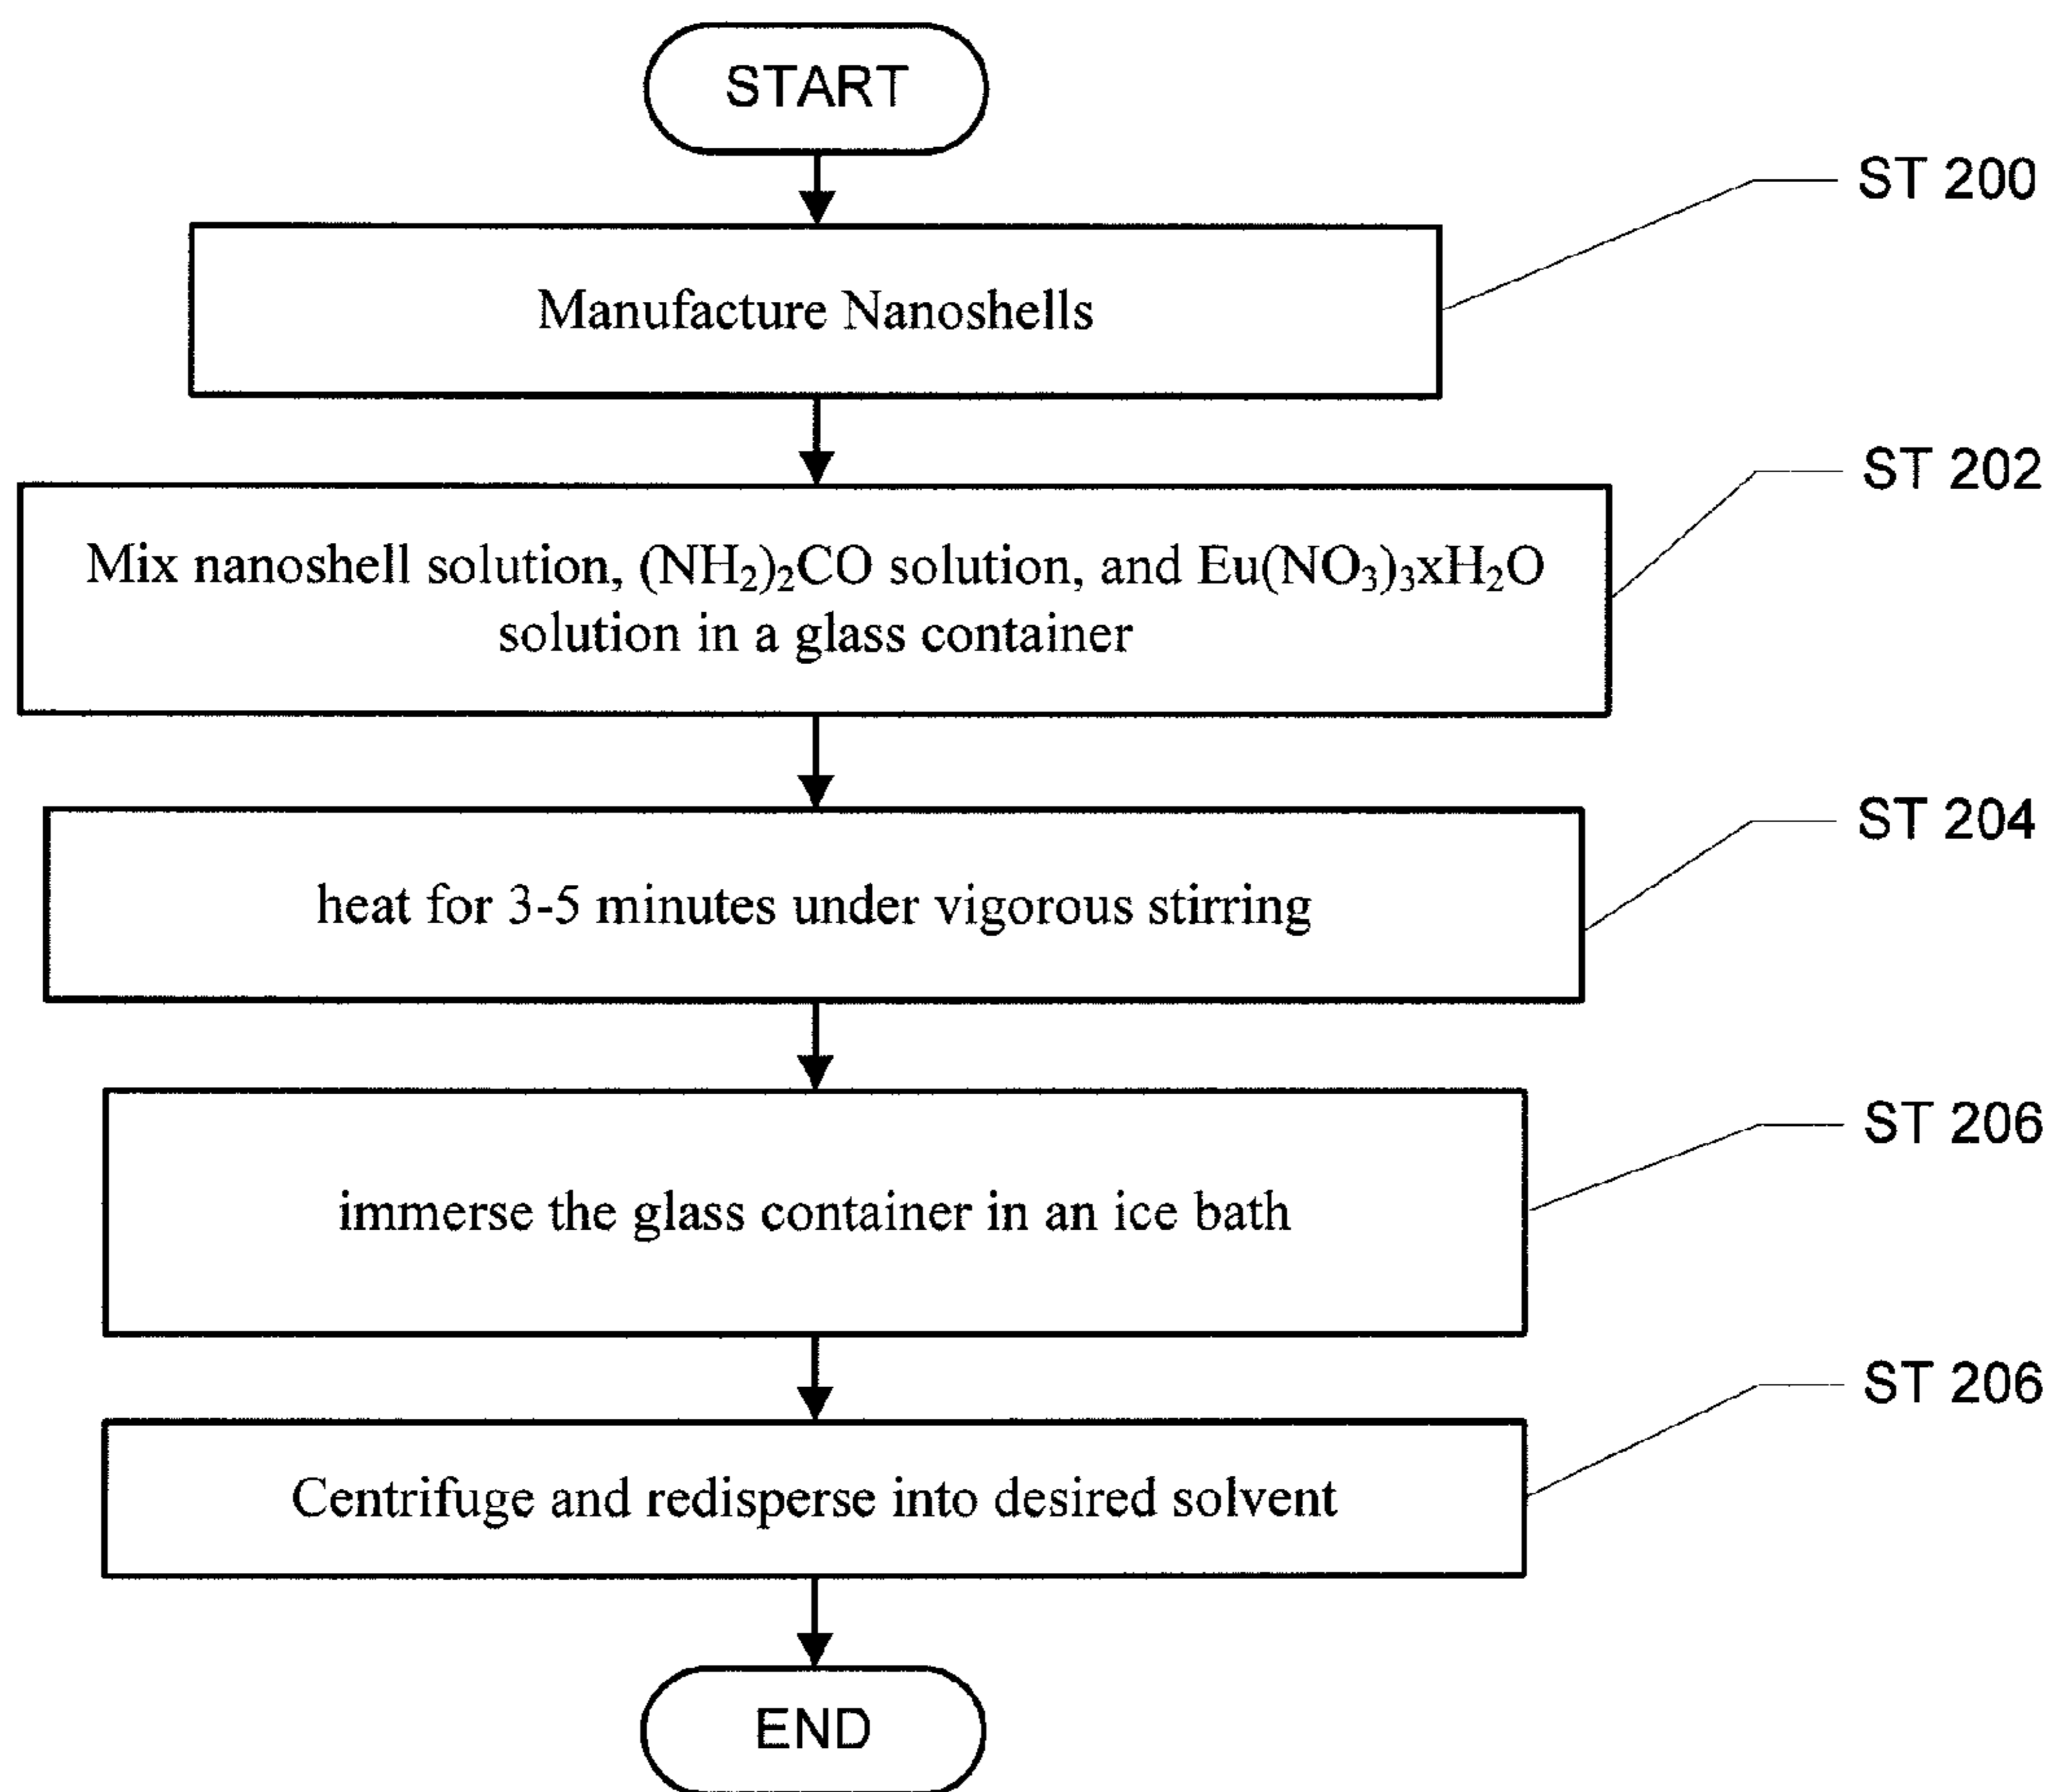 START
ST 200
Manufacture Nanoshells
ST 202
Mix nanoshell solution, (NH₂)₂CO solution, and Eu(NO₃)₃xH₂O
solution in a glass container
ST 204
heat for 3-5 minutes under vigorous stirring
ST 206
immerse the glass container in an ice bath
ST 206
Centrifuge and redisperse into desired solvent
END